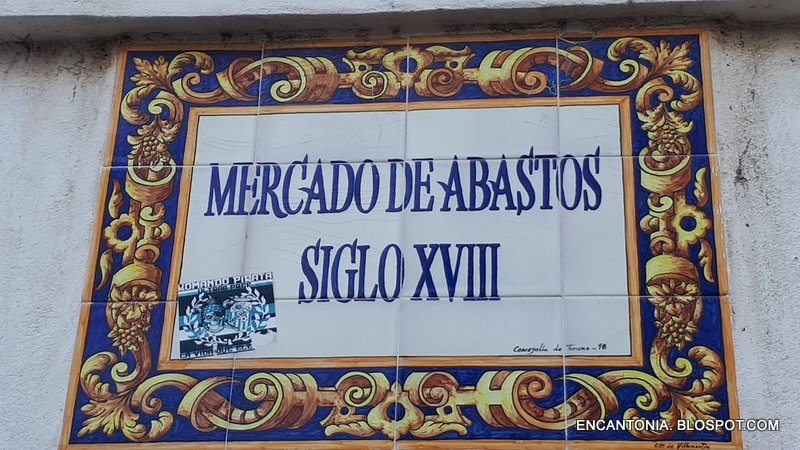 MERCADO DE ABASTOS
SIGLO XVIII
COMANDO PIRATA
Concejalía de Turismo - 98
ENCANTONIA. BLOSPOT.COM